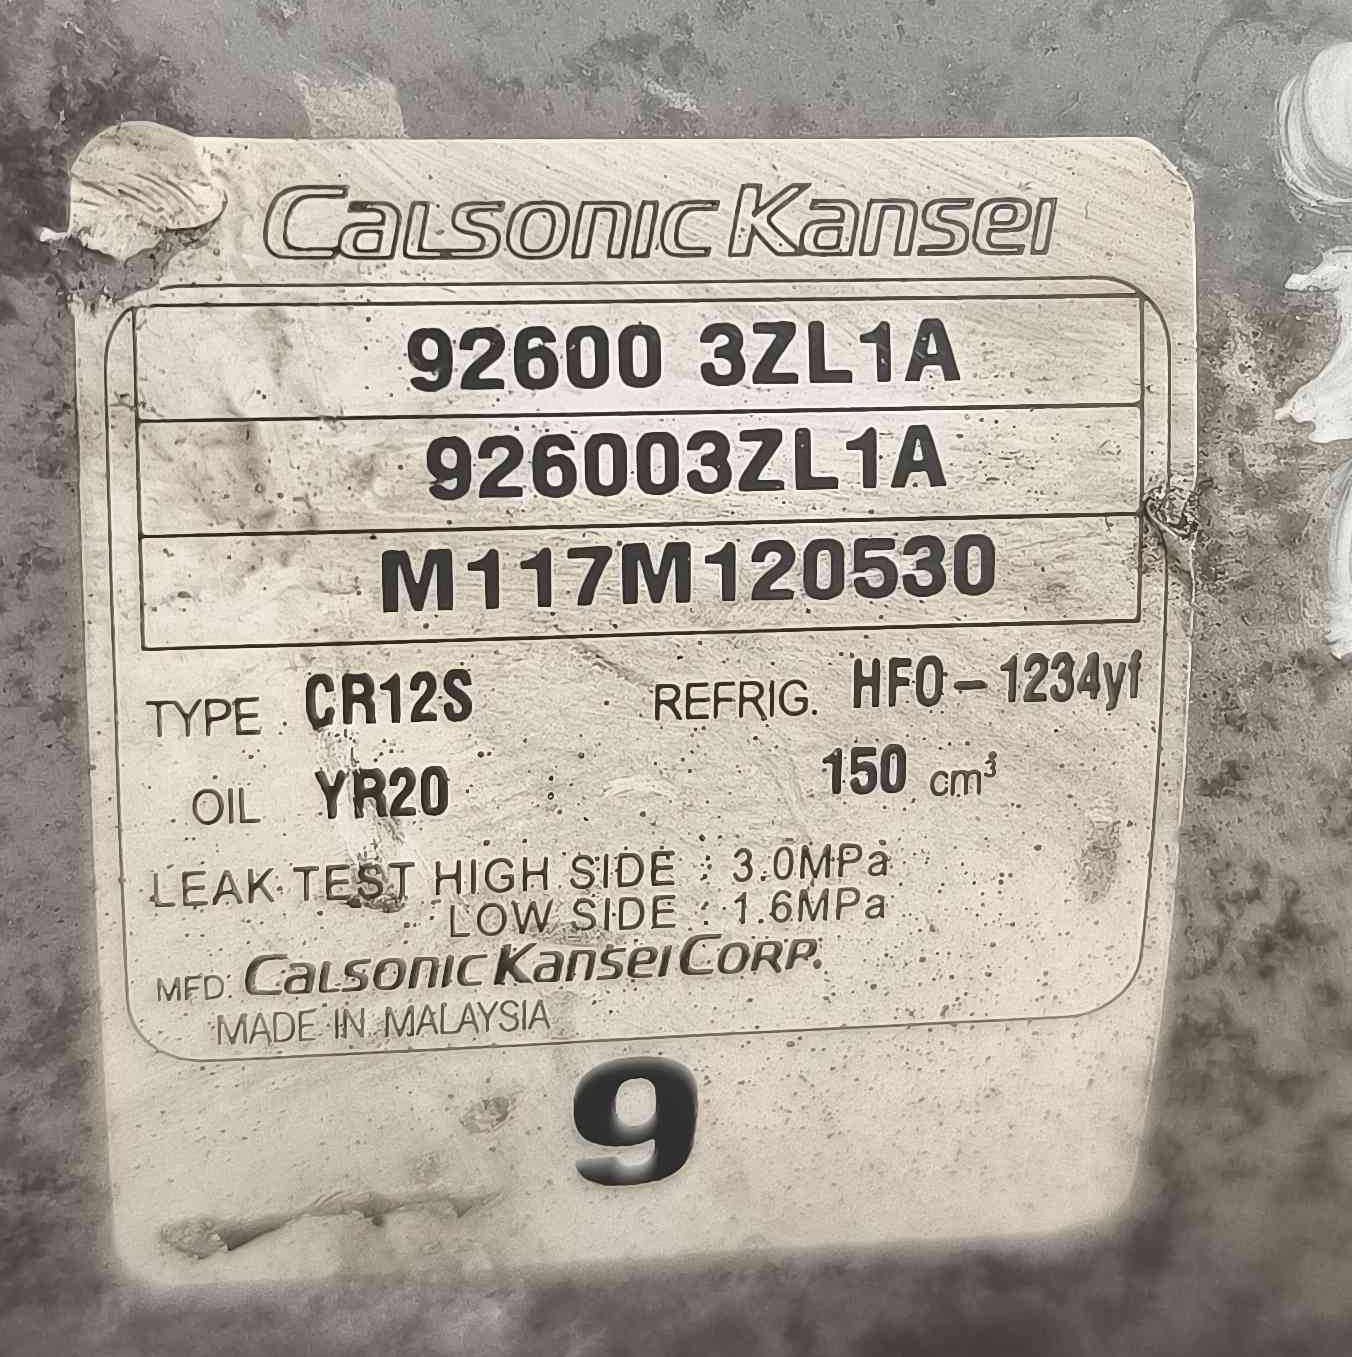 Calsonic Kansei
92600 3ZL1A
926003ZL1A
M117M120530
TYPE CR12S REFRIG. HFO-1234yf
OIL YR20 150 cm³
LEAK TEST HIGH SIDE : 3.0MPa
LOW SIDE : 1.6MPa
MFD. Calsonic Kansei Corp.
MADE IN MALAYSIA
9